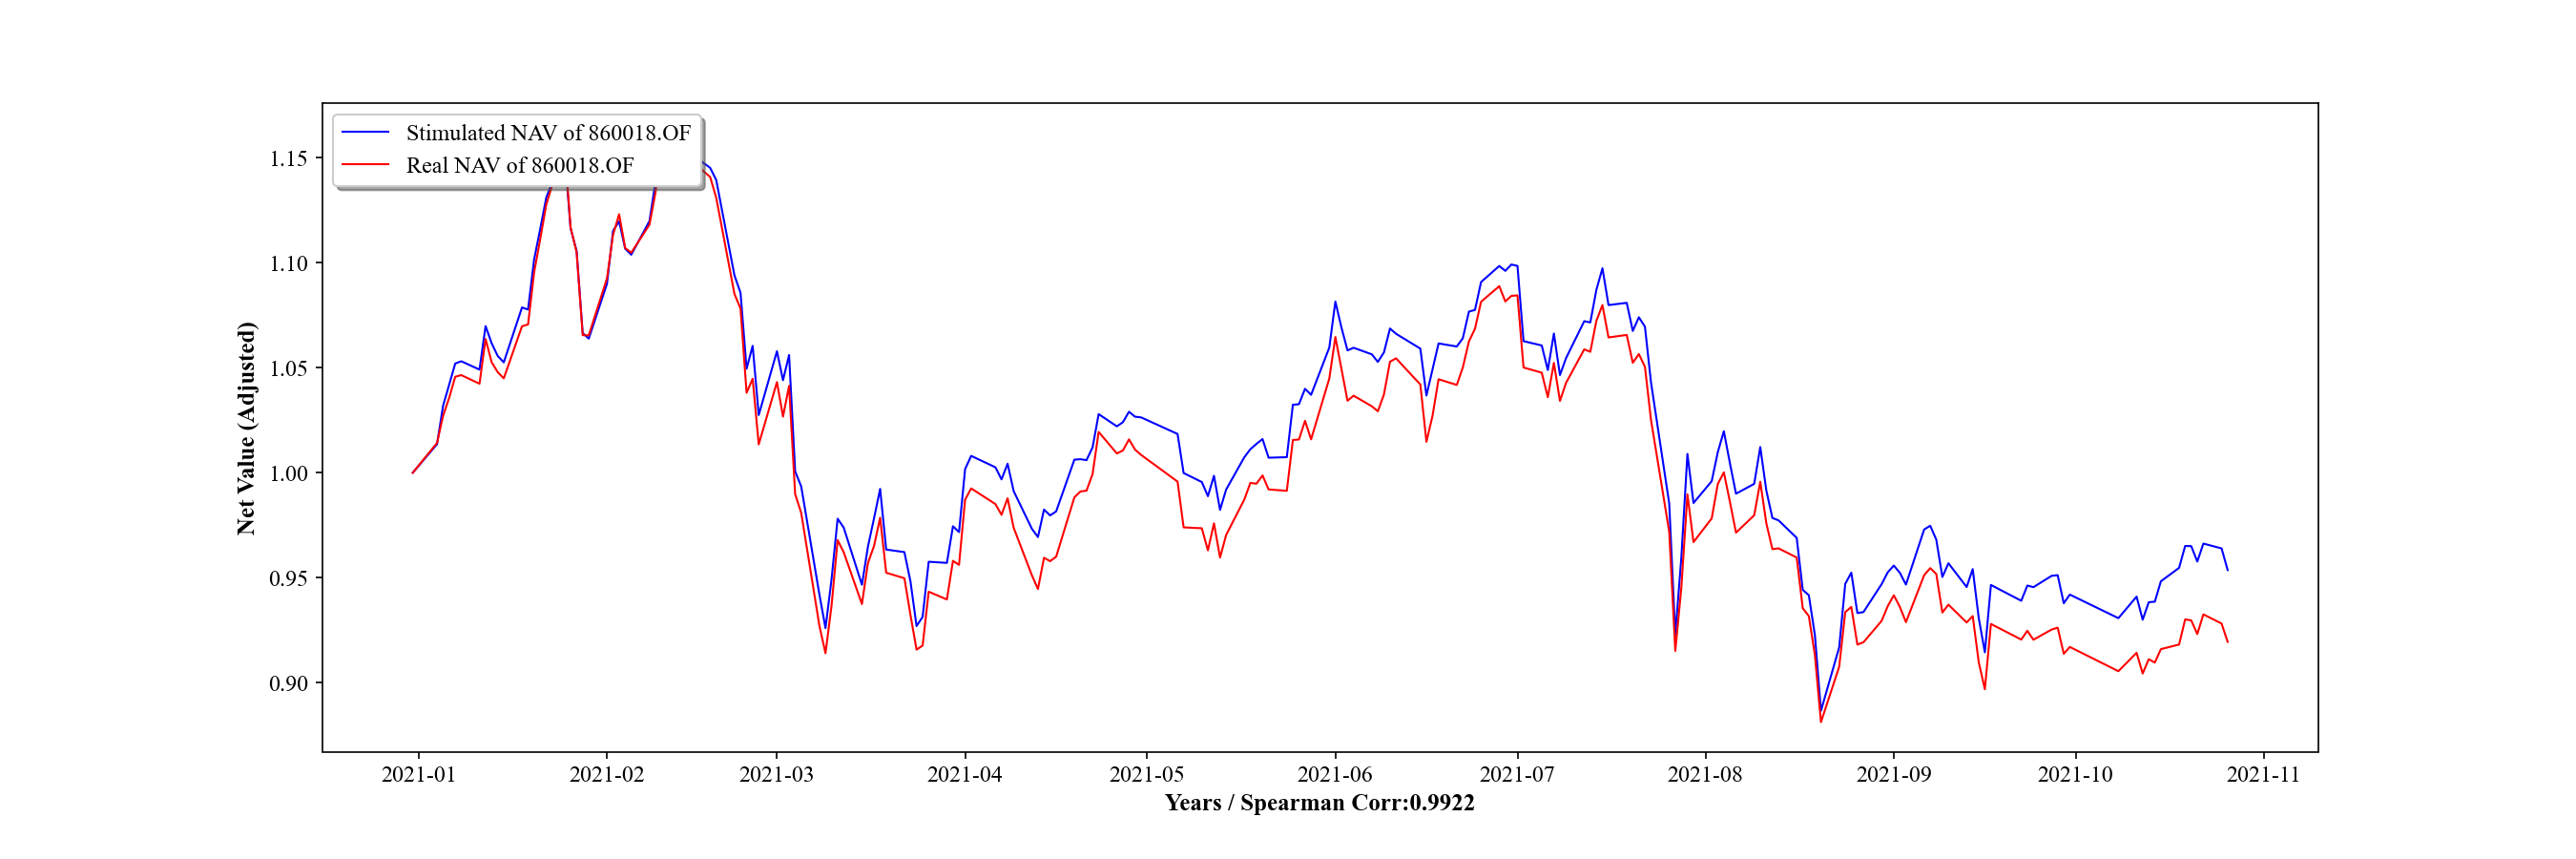 Stimulated NAV of 860018.OF
Real NAV of 860018.OF
Net Value (Adjusted)
1.15
1.10
1.05
1.00
0.95
0.90
2021-01 2021-02 2021-03 2021-04 2021-05 2021-06 2021-07 2021-08 2021-09 2021-10 2021-11
Years / Spearman Corr:0.9922